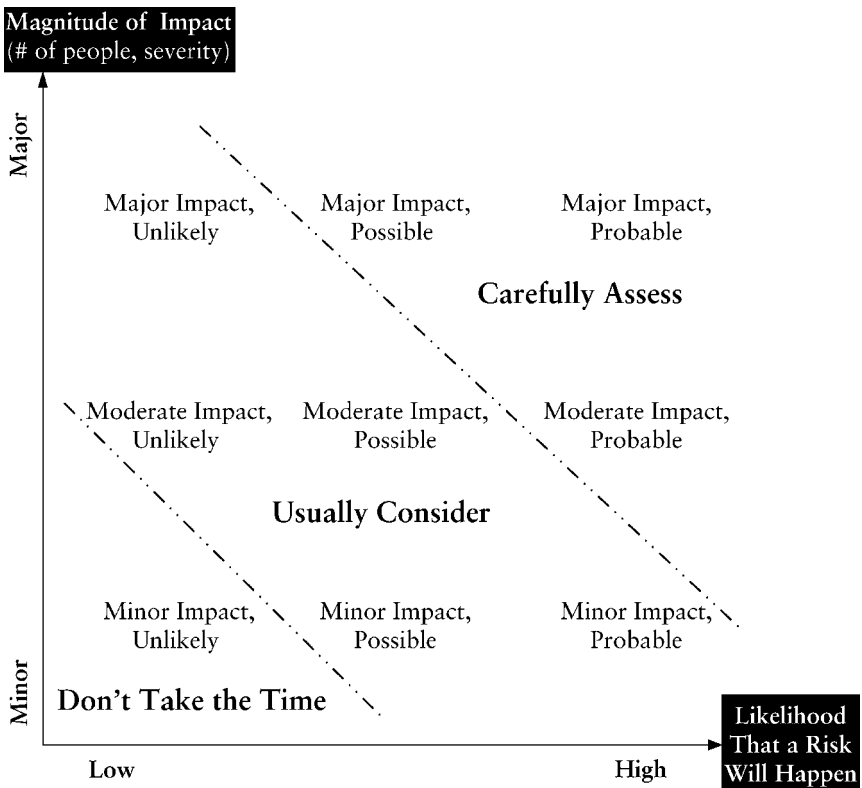 Magnitude of Impact
(# of people, severity)
Major
Major Impact,
Unlikely
Major Impact,
Possible
Major Impact,
Probable
Carefully Assess
Moderate Impact,
Unlikely
Moderate Impact,
Possible
Moderate Impact,
Probable
Usually Consider
Minor Impact,
Unlikely
Minor Impact,
Possible
Minor Impact,
Probable
Minor
Don't Take the Time
Low
High
Likelihood
That a Risk
Will Happen